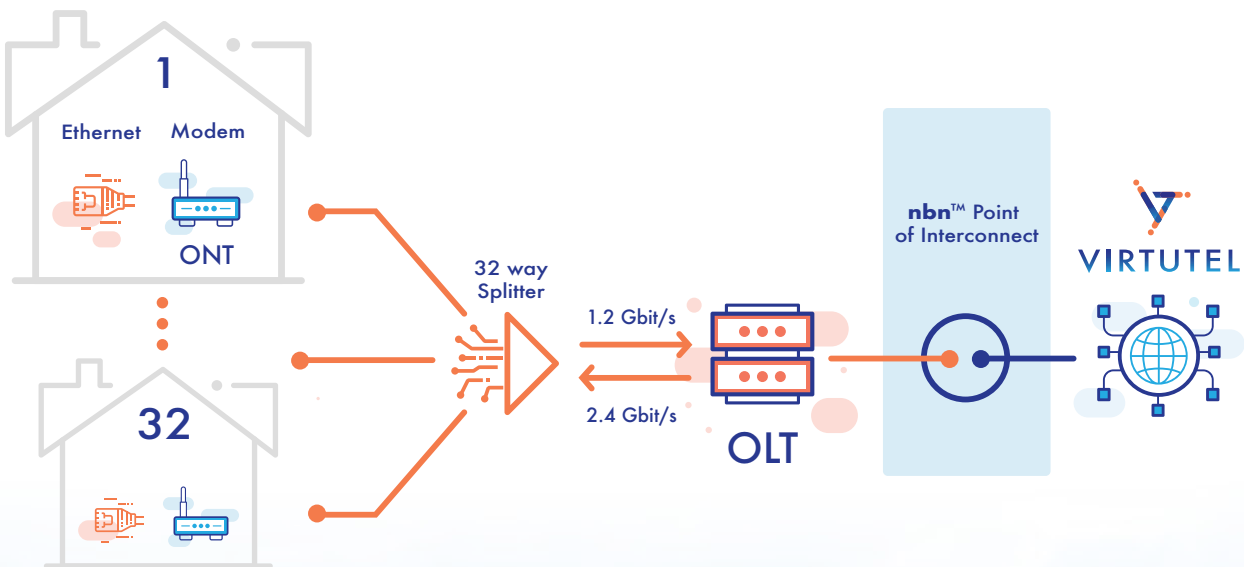 1
Ethernet Modem
ONT
32
32 way
Splitter
1.2 Gbit/s
2.4 Gbit/s
OLT
nbn™ Point
of Interconnect
VIRTUTEL